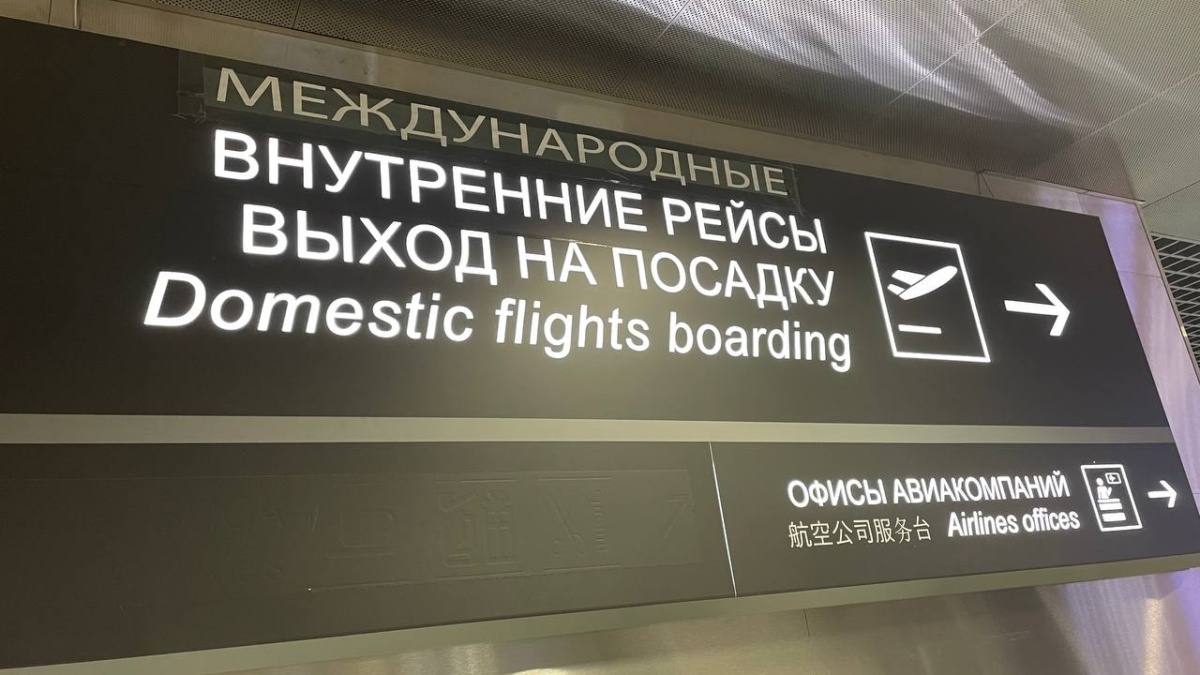 МЕЖДУНАРОДНЫЕ
ВНУТРЕННИЕ РЕЙСЫ
ВЫХОД НА ПОСАДКУ
Domestic flights boarding
ОФИСЫ АВИАКОМПАНИЙ
航空公司服务台 Airlines offices